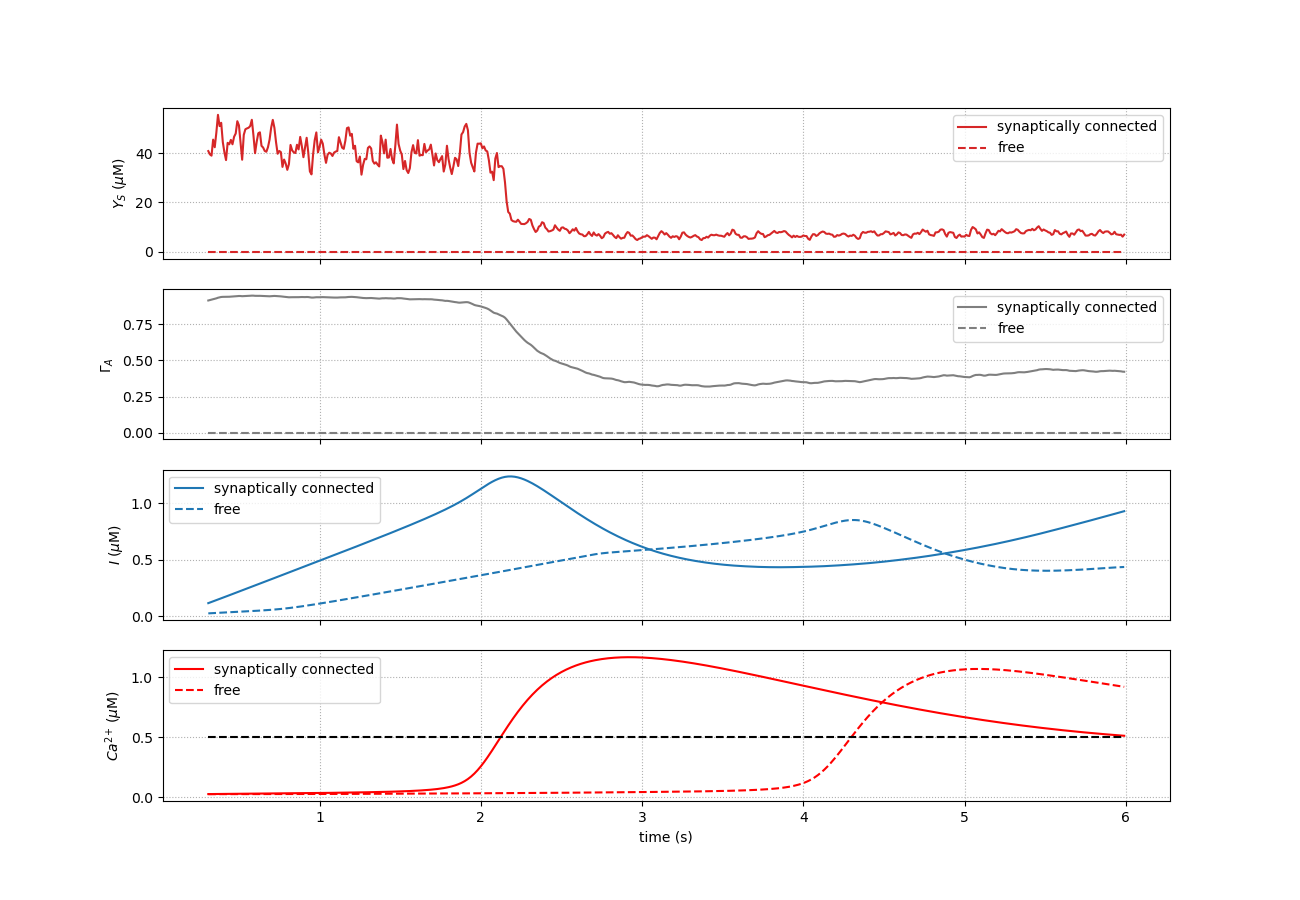 Y_S (μM)
40
20
0
synaptically connected
free
Γ_A
0.75
0.50
0.25
0.00
synaptically connected
free
I (μM)
1.0
0.5
0.0
synaptically connected
free
Ca²⁺ (μM)
1.0
0.5
0.0
synaptically connected
free
1 2 3 4 5 6
time (s)